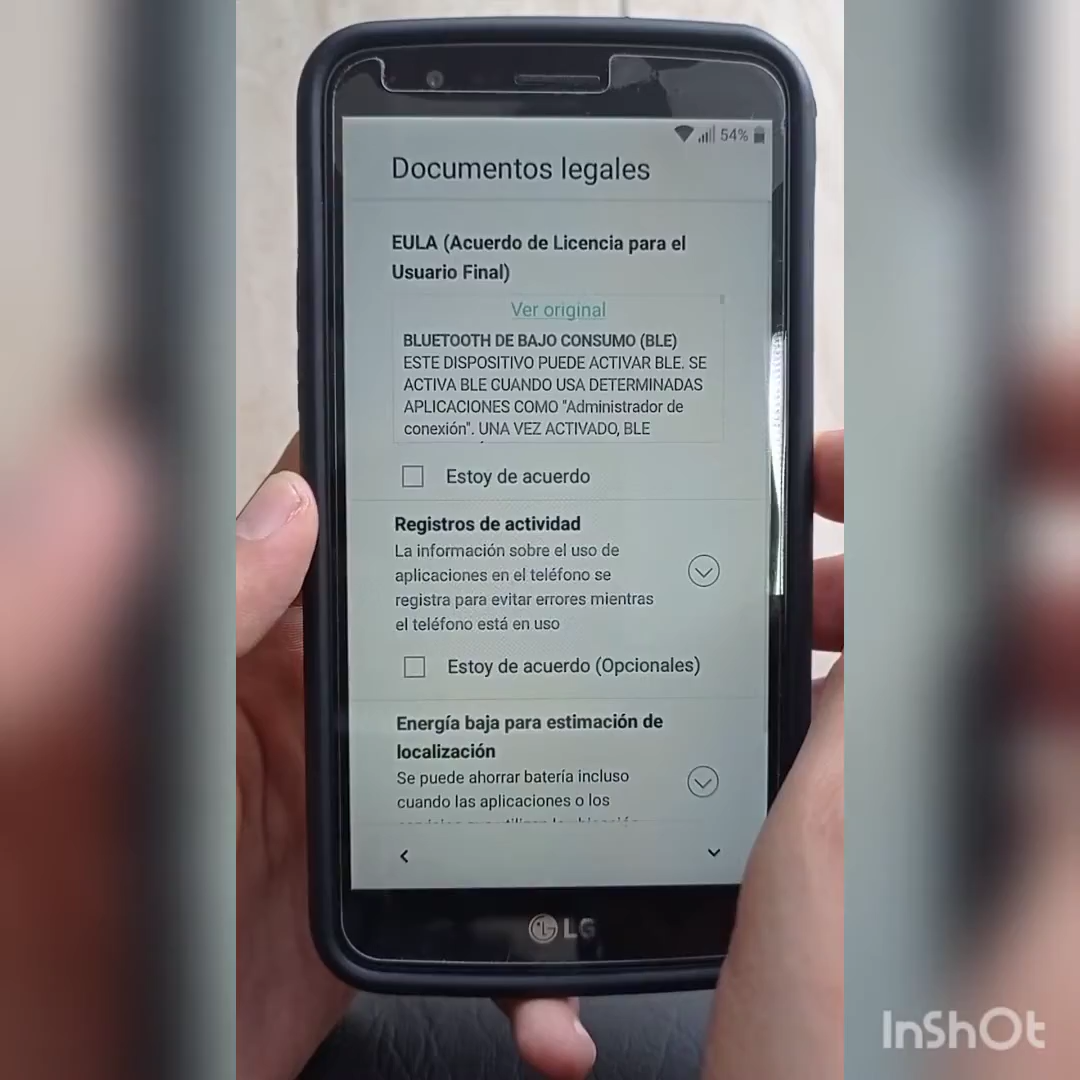 54%
Documentos legales
EULA (Acuerdo de Licencia para el
Usuario Final)
Ver original
BLUETOOTH DE BAJO CONSUMO (BLE)
ESTE DISPOSITIVO PUEDE ACTIVAR BLE. SE
ACTIVA BLE CUANDO USA DETERMINADAS
APLICACIONES COMO "Administrador de
conexión". UNA VEZ ACTIVADO, BLE
Estoy de acuerdo
Registros de actividad
La información sobre el uso de
aplicaciones en el teléfono se
registra para evitar errores mientras
el teléfono está en uso
Estoy de acuerdo (Opcionales)
Energía baja para estimación de
localización
Se puede ahorrar batería incluso
cuando las aplicaciones o los
LG
InShOt